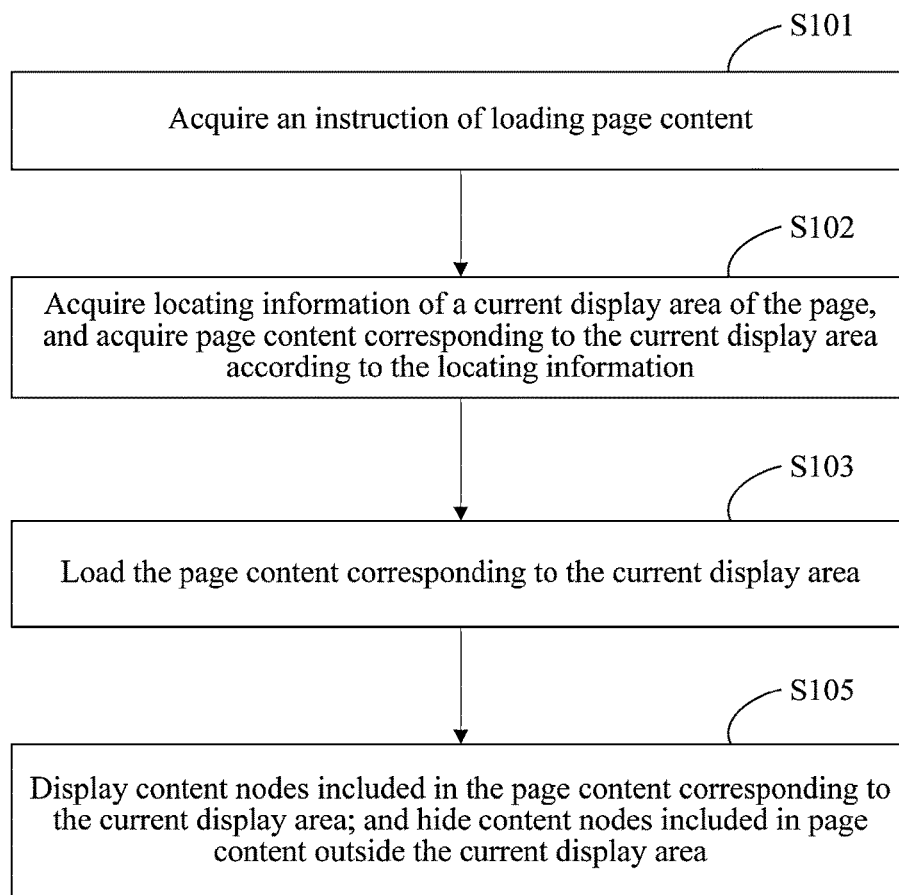 S101
Acquire an instruction of loading page content
S102
Acquire locating information of a current display area of the page,
and acquire page content corresponding to the current display area
according to the locating information
S103
Load the page content corresponding to the current display area
S105
Display content nodes included in the page content corresponding to
the current display area; and hide content nodes included in page
content outside the current display area